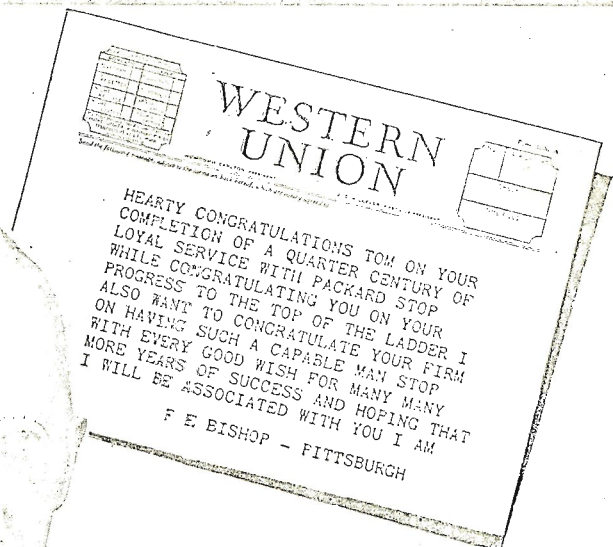 WESTERN
UNION
HEARTY CONGRATULATIONS TOM ON YOUR
COMPLETION OF A QUARTER CENTURY OF
LOYAL SERVICE WITH PACKARD STOP
WHILE CONGRATULATING YOU ON YOUR
PROGRESS TO THE TOP OF THE LADDER I
ALSO WANT TO CONGRATULATE YOUR FIRM
ON HAVING SUCH A CAPABLE MAN STOP
WITH EVERY GOOD WISH FOR MANY MANY
MORE YEARS OF SUCCESS AND HOPING THAT
I WILL BE ASSOCIATED WITH YOU I AM
F E BISHOP - PITTSBURGH